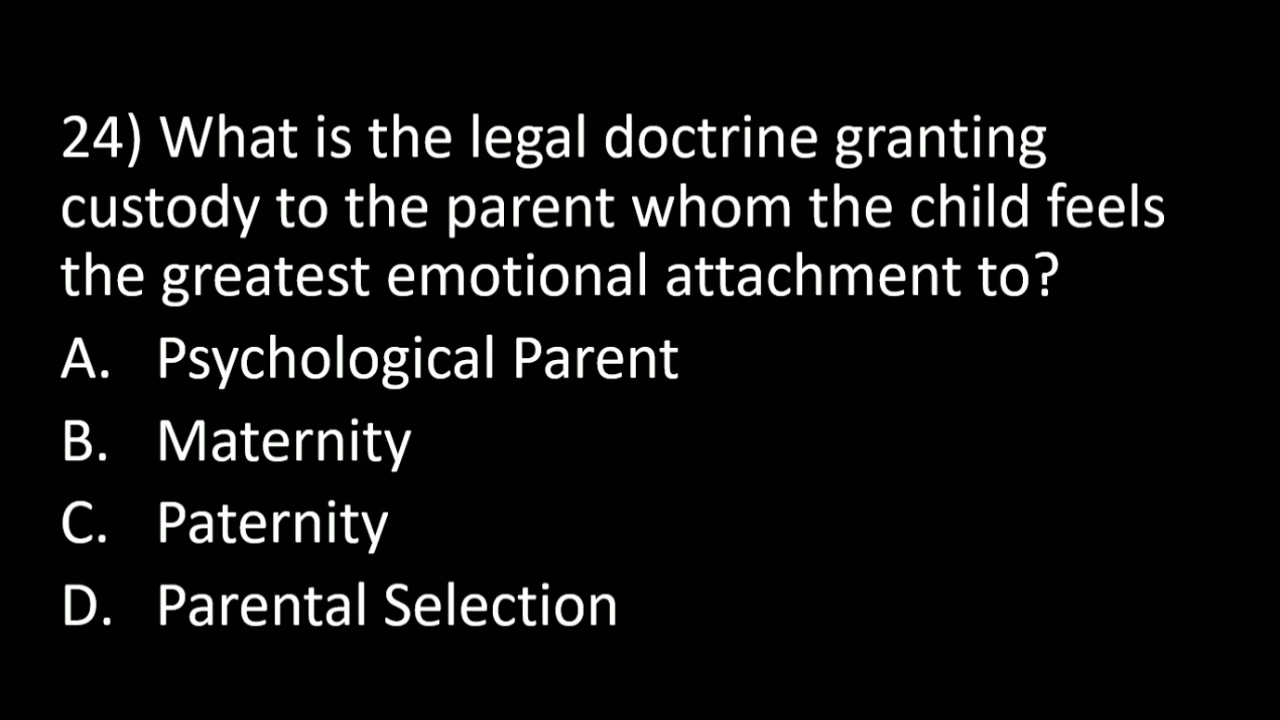 24) What is the legal doctrine granting
custody to the parent whom the child feels
the greatest emotional attachment to?
A. Psychological Parent
B. Maternity
C. Paternity
D. Parental Selection